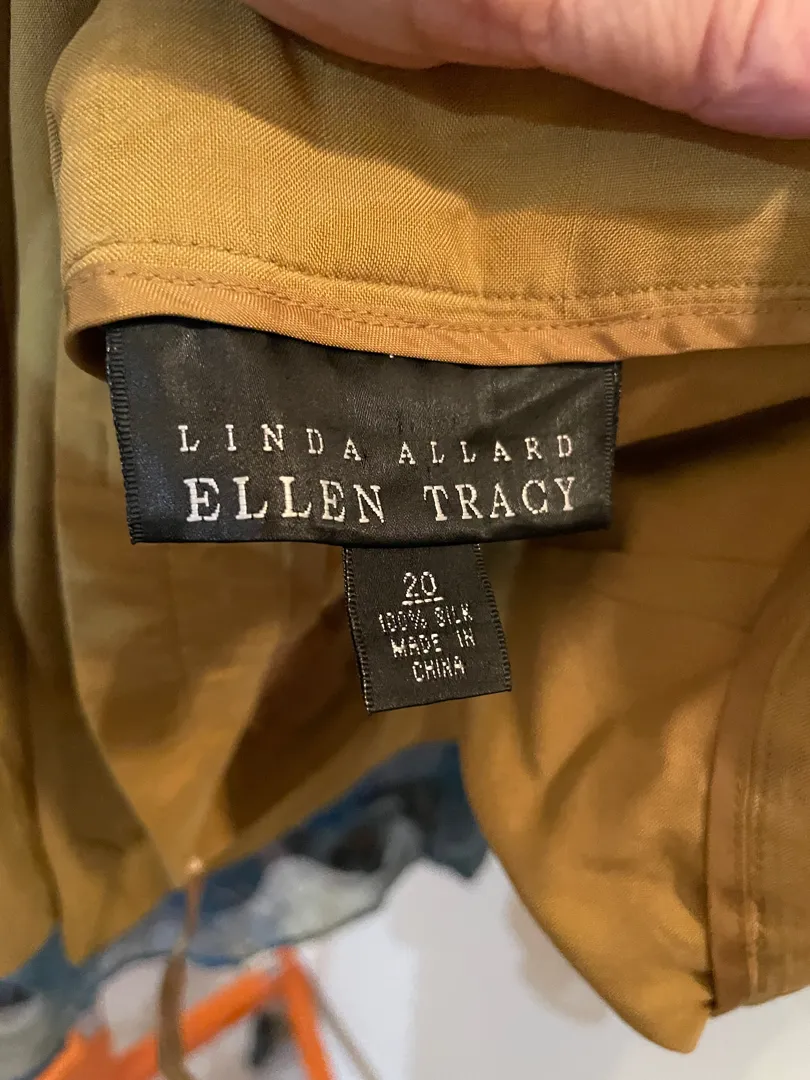 LINDA ALLARD
ELLEN TRACY
20
100% SILK
MADE IN
CHINA